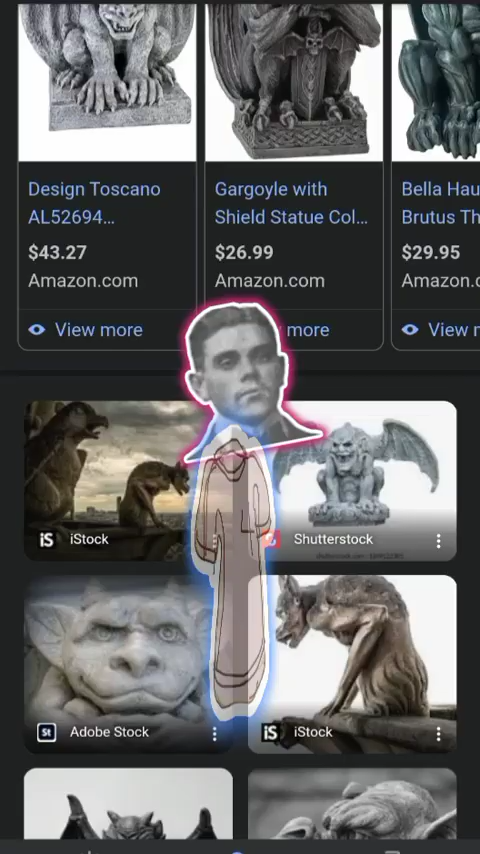 Design Toscano
AL52694...
$43.27
Amazon.com
View more
Gargoyle with
Shield Statue Col...
$26.99
Amazon.com
more
Bella Hau
Brutus Th
$29.95
Amazon.c
View
iS iStock
Shutterstock
St Adobe Stock
iS iStock